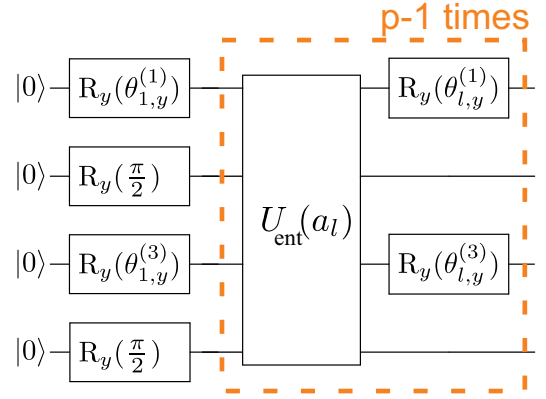 p-1 times
|0⟩ R_y(θ_{1,y}^{(1)}) R_y(θ_{l,y}^{(1)})
|0⟩ R_y(π/2)
U_ent(a_l)
|0⟩ R_y(θ_{1,y}^{(3)}) R_y(θ_{l,y}^{(3)})
|0⟩ R_y(π/2)